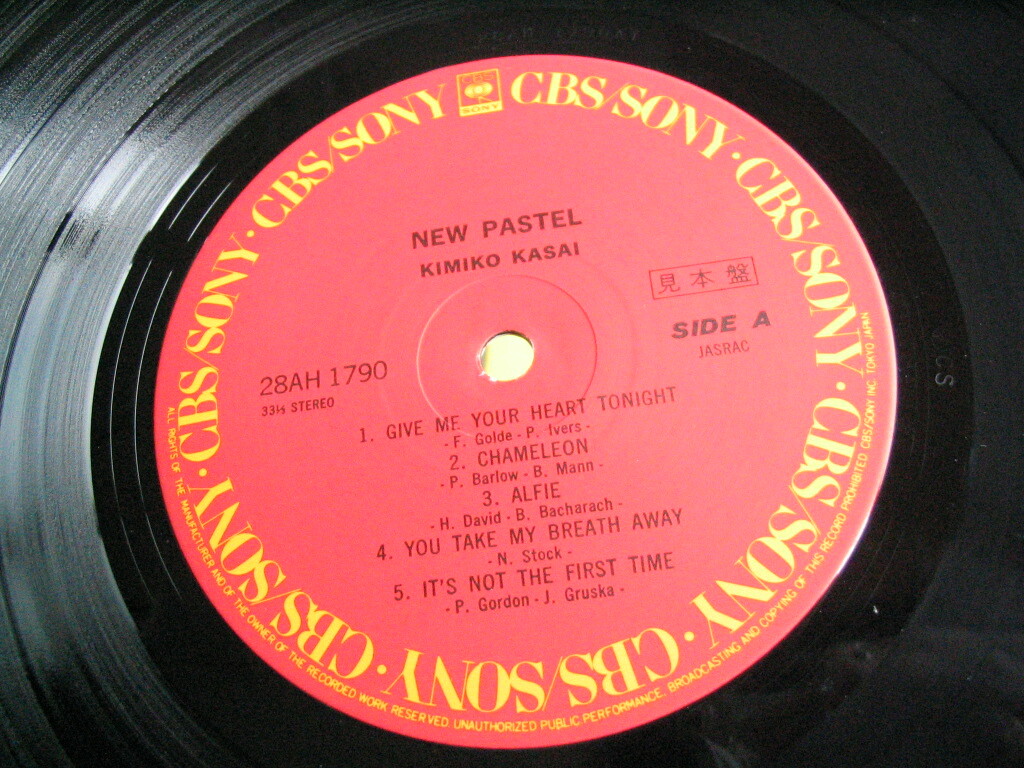 CBS/SONY · CBS/SONY · CBS/SONY · CBS/SONY · CBS/SONY · CBS/SONY · CBS/SONY · CBS/SONY
CBS
SONY
NEW PASTEL
KIMIKO KASAI
見本盤
SIDE A
JASRAC
28AH 1790
33⅓ STEREO
1. GIVE ME YOUR HEART TONIGHT
- F. Golde - P. Ivers -
2. CHAMELEON
- P. Barlow - B. Mann -
3. ALFIE
- H. David - B. Bacharach -
4. YOU TAKE MY BREATH AWAY
- N. Stock -
5. IT'S NOT THE FIRST TIME
- P. Gordon - J. Gruska -
ALL RIGHTS OF THE MANUFACTURER AND OF THE OWNER OF THE RECORDED WORK RESERVED. UNAUTHORIZED PUBLIC PERFORMANCE, BROADCASTING AND COPYING OF THIS RECORD PROHIBITED CBS/SONY INC. TOKYO JAPAN